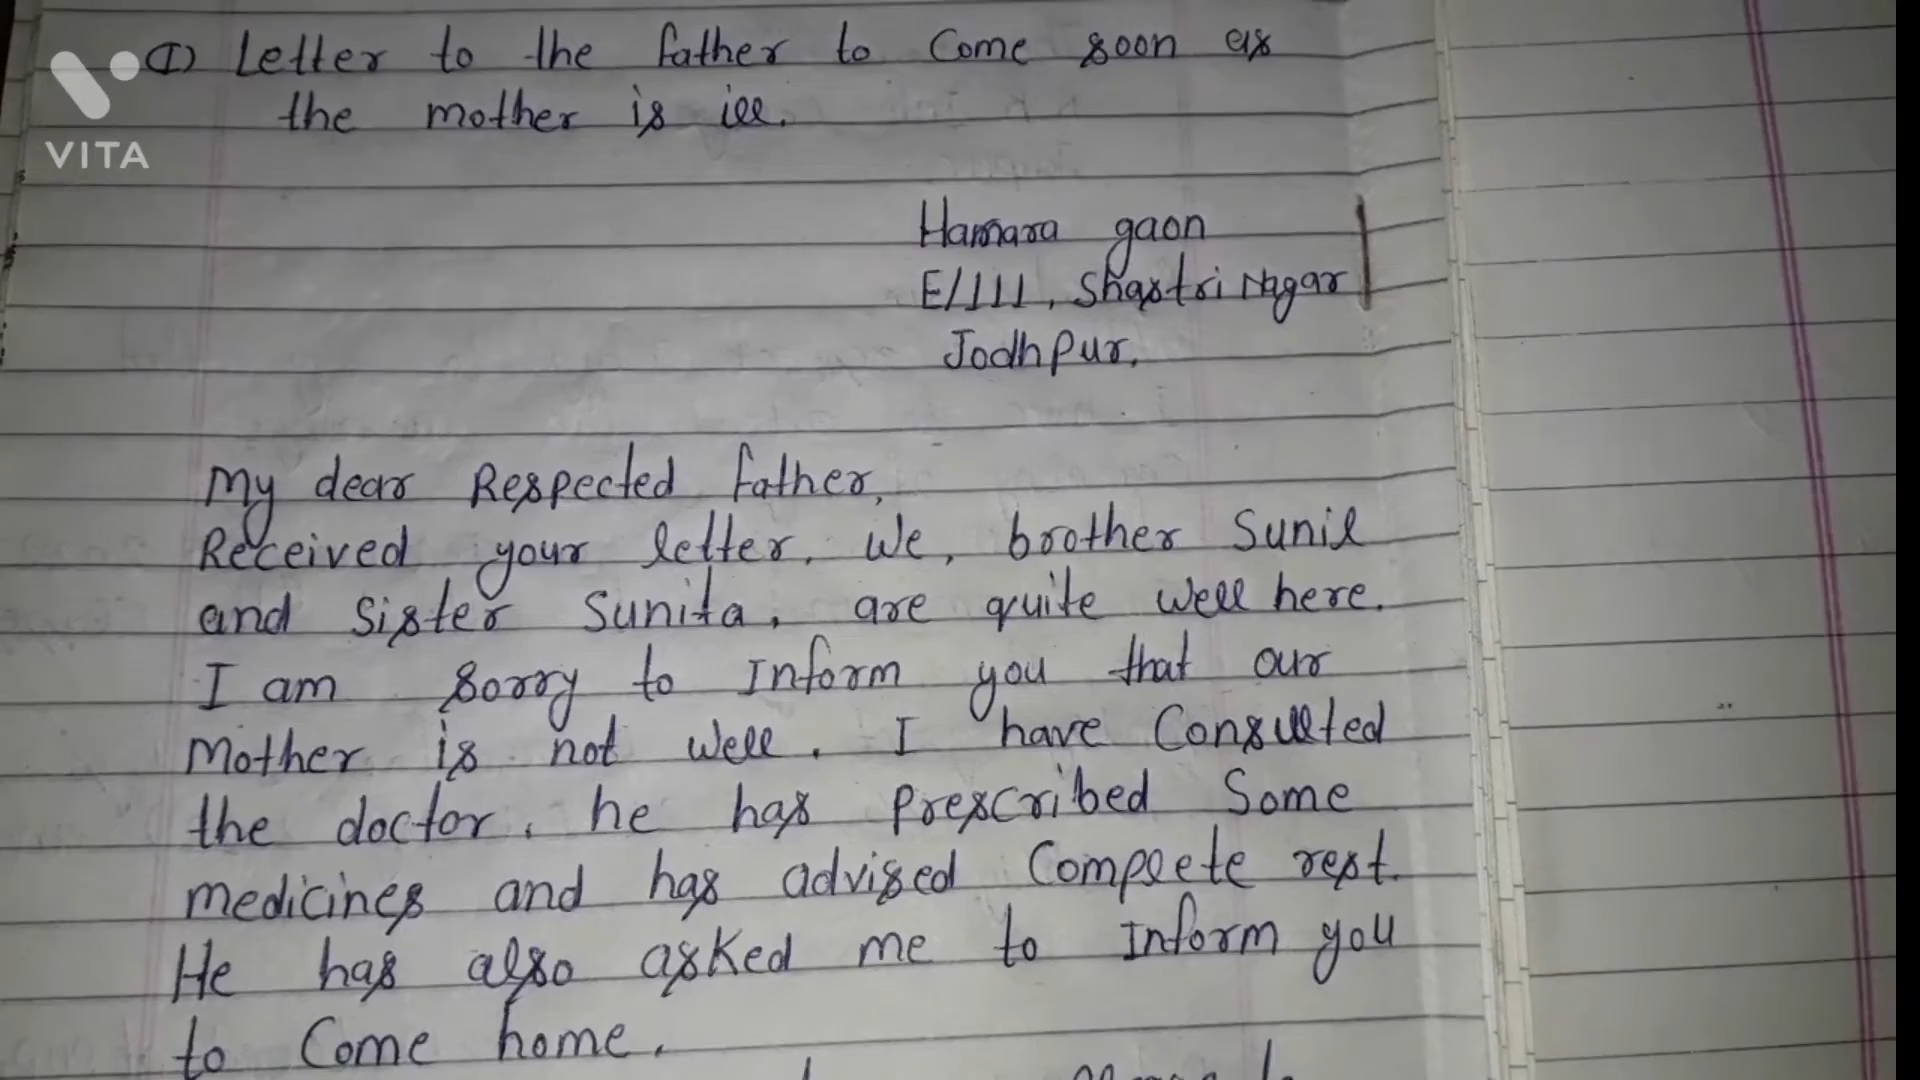 (I) Letter to the father to Come soon as
the mother is ill.
VITA
Hamara gaon
E/111, Shastri Nagar
Jodhpur.
My dear Respected father,
Received your letter. We, brother Sunil
and Sister Sunita, are quite well here.
I am sorry to Inform you that our
Mother is not well. I have Consulted
the doctor, he has Prescribed Some
medicines and has advised Complete rest.
He has also asked me to Inform you
to Come home.